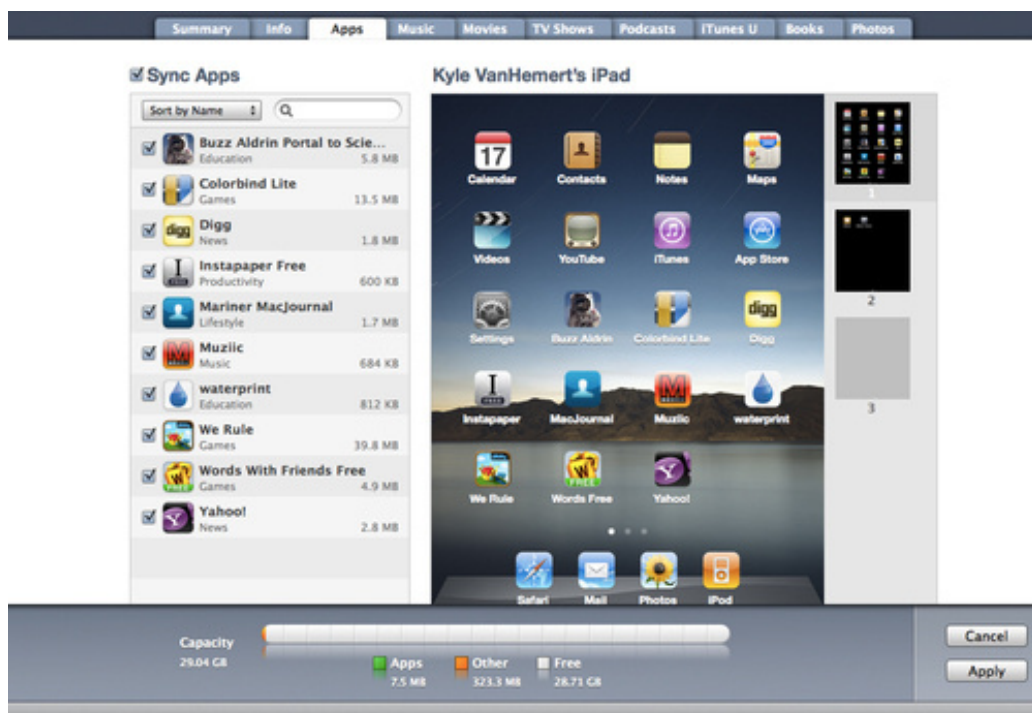 Summary Info Apps Music Movies TV Shows Podcasts iTunes U Books Photos
Sync Apps
Kyle VanHemert's iPad
Sort by Name
Buzz Aldrin Portal to Scie...
Education 5.8 MB
Colorbind Lite
Games 13.5 MB
Digg
News 1.8 MB
Instapaper Free
Productivity 600 KB
Mariner MacJournal
Lifestyle 1.7 MB
Muziic
Music 684 KB
waterprint
Education 812 KB
We Rule
Games 39.8 MB
Words With Friends Free
Games 4.9 MB
Yahoo!
News 2.8 MB
digg
I
FREE
M
W
FREE
Y!
17
Calendar Contacts Notes Maps
Videos YouTube iTunes App Store
digg
Settings Buzz Aldrin Colorbind Lite Digg
I
FREE
M
Instapaper MacJournal Muziic waterprint
W
FREE
Y!
We Rule Words Free Yahoo!
Safari Mail Photos iPod
1
2
3
Capacity
29.04 GB
Apps Other Free
7.5 MB 323.3 MB 28.71 GB
Cancel
Apply